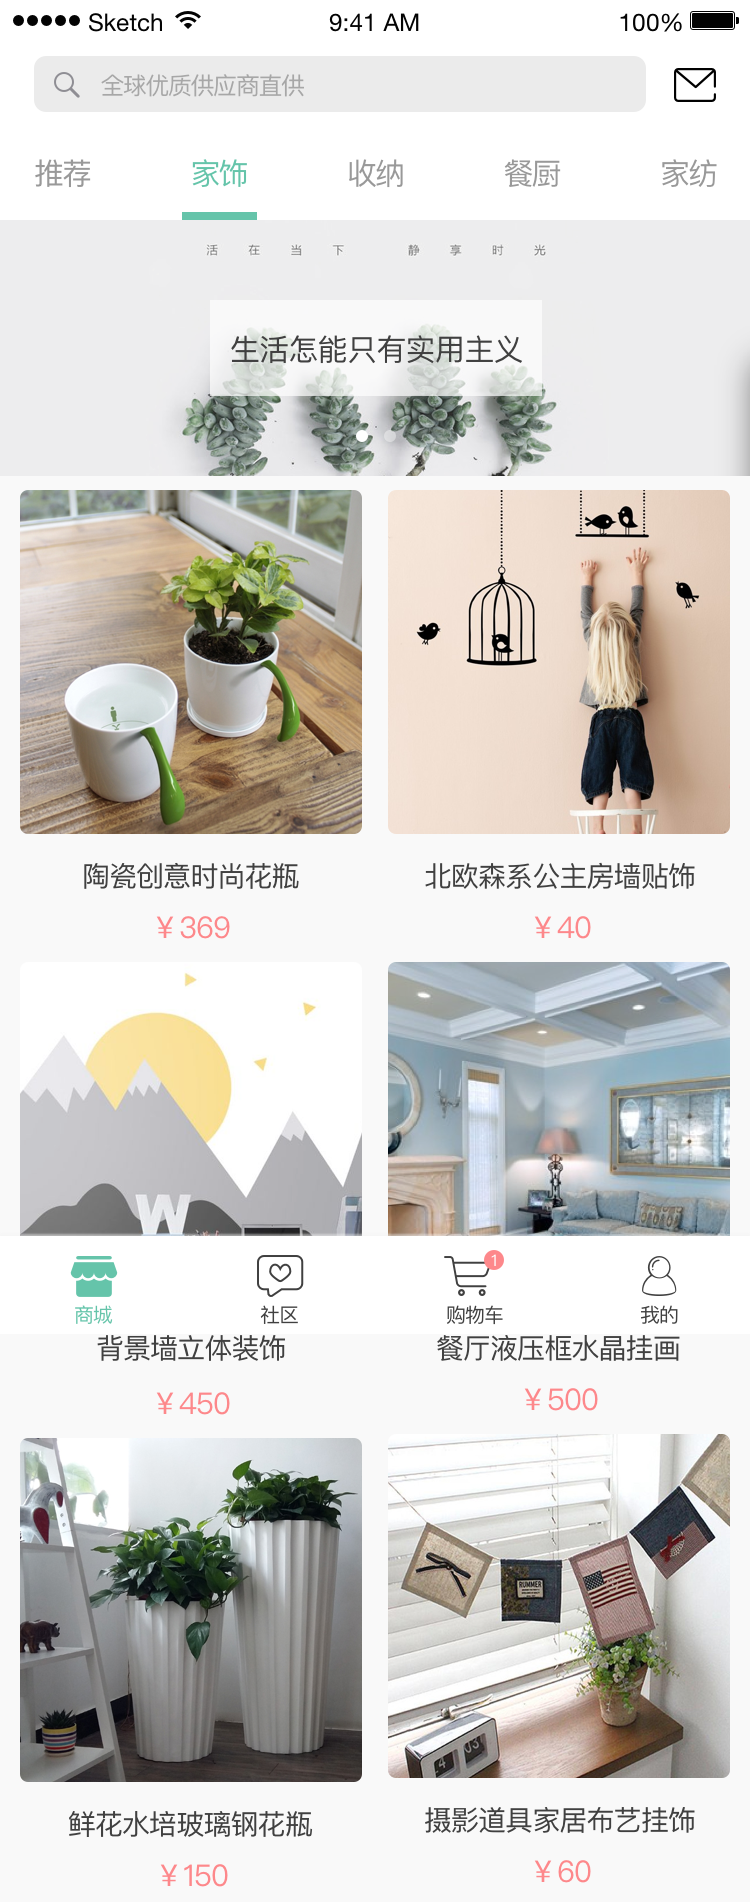 Sketch 9:41 AM 100%
全球优质供应商直供
推荐 家饰 收纳 餐厨 家纺
活在当下 静享时光
生活怎能只有实用主义
陶瓷创意时尚花瓶 北欧森系公主房墙贴饰
¥369 ¥40
W
1
商城 社区 购物车 我的
背景墙立体装饰 餐厅液压框水晶挂画
¥450 ¥500
RUMMER
鲜花水培玻璃钢花瓶 摄影道具家居布艺挂饰
¥150 ¥60